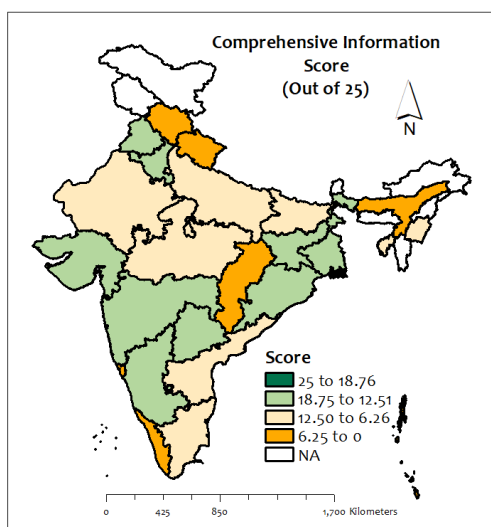 Comprehensive Information
Score
(Out of 25)
N
Score
25 to 18.76
18.75 to 12.51
12.50 to 6.26
6.25 to 0
NA
0 425 850 1,700 Kilometers